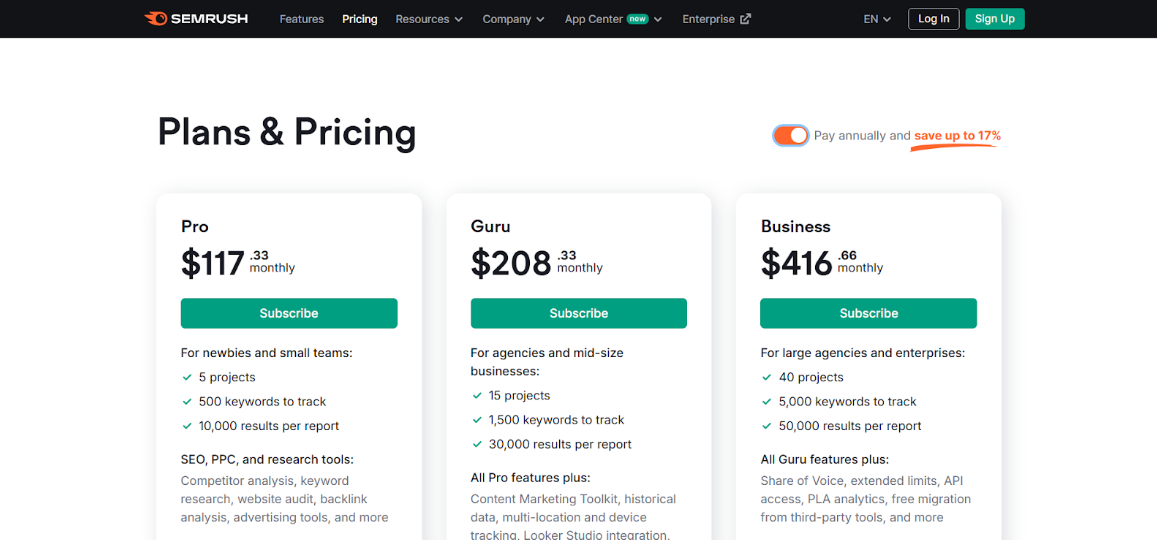 SEMRUSH Features Pricing Resources Company App Center new Enterprise EN Log In Sign Up
Plans & Pricing
Pay annually and save up to 17%
Pro
$117.33 monthly
Subscribe
For newbies and small teams:
5 projects
500 keywords to track
10,000 results per report
SEO, PPC, and research tools:
Competitor analysis, keyword
research, website audit, backlink
analysis, advertising tools, and more
Guru
$208.33 monthly
Subscribe
For agencies and mid-size
businesses:
15 projects
1,500 keywords to track
30,000 results per report
All Pro features plus:
Content Marketing Toolkit, historical
data, multi-location and device
tracking, Looker Studio integration,
Business
$416.66 monthly
Subscribe
For large agencies and enterprises:
40 projects
5,000 keywords to track
50,000 results per report
All Guru features plus:
Share of Voice, extended limits, API
access, PLA analytics, free migration
from third-party tools, and more